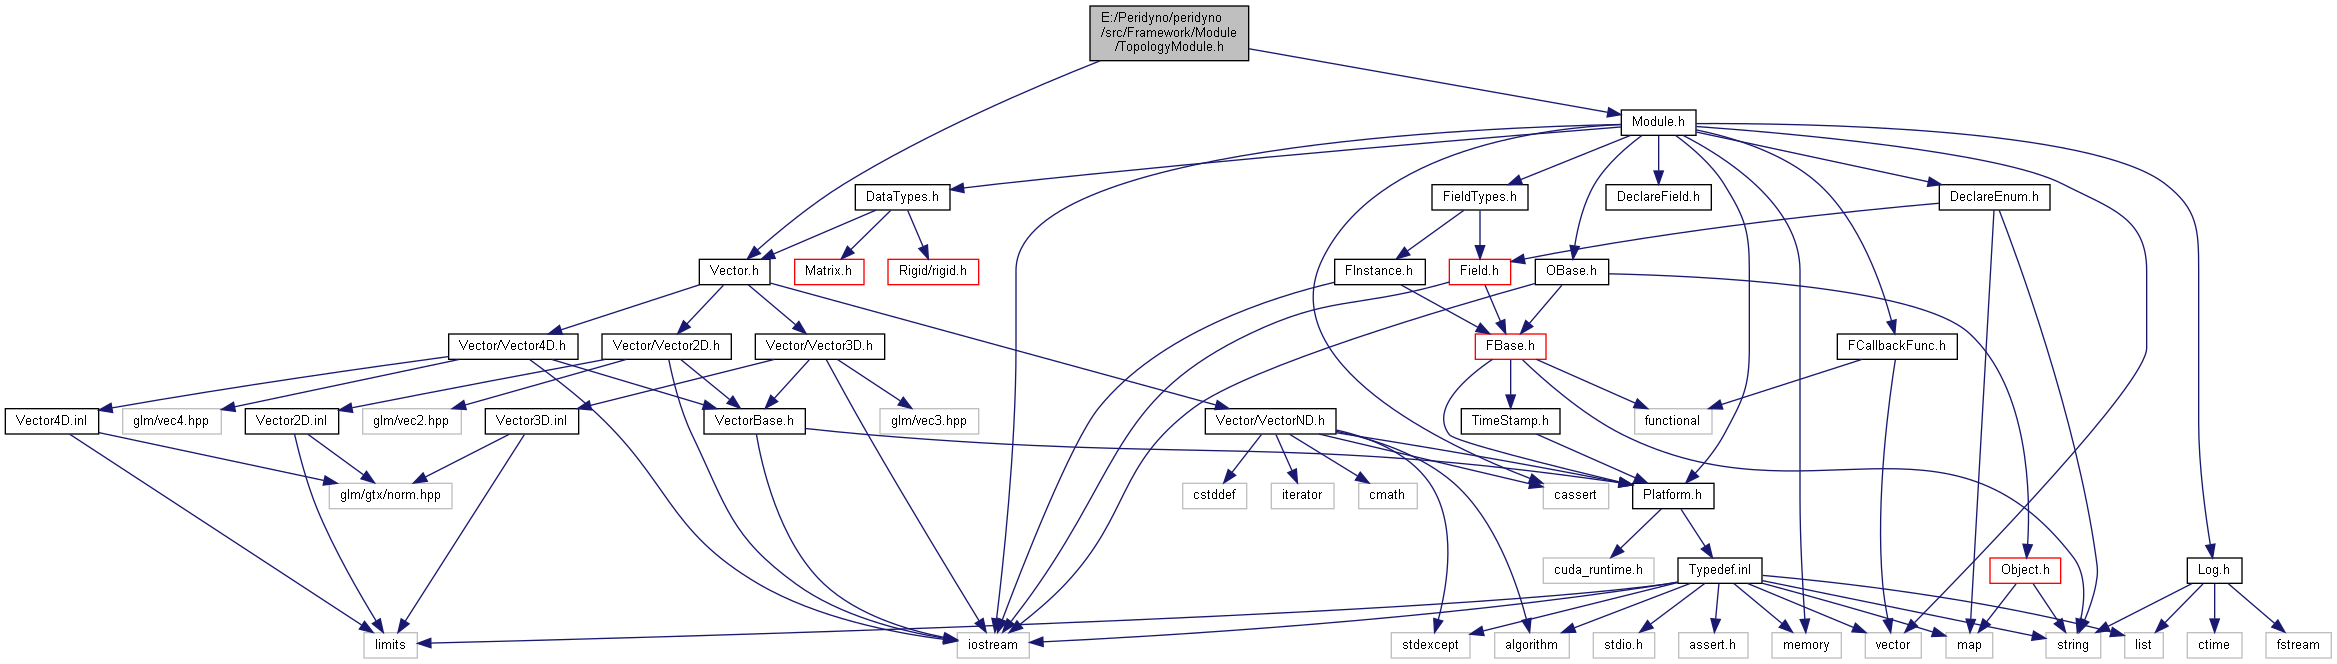 E:/Peridyno/peridyno
/src/Framework/Module
/TopologyModule.h
Module.h
DataTypes.h
FieldTypes.h
DeclareField.h
DeclareEnum.h
Vector.h
Matrix.h
Rigid/rigid.h
FInstance.h
Field.h
OBase.h
Vector/Vector4D.h
Vector/Vector2D.h
Vector/Vector3D.h
FBase.h
FCallbackFunc.h
Vector4D.inl
glm/vec4.hpp
Vector2D.inl
glm/vec2.hpp
Vector3D.inl
VectorBase.h
glm/vec3.hpp
Vector/VectorND.h
TimeStamp.h
functional
glm/gtx/norm.hpp
cstddef
iterator
cmath
cassert
Platform.h
cuda_runtime.h
Typedef.inl
Object.h
Log.h
limits
iostream
stdexcept
algorithm
stdio.h
assert.h
memory
vector
map
string
list
ctime
fstream